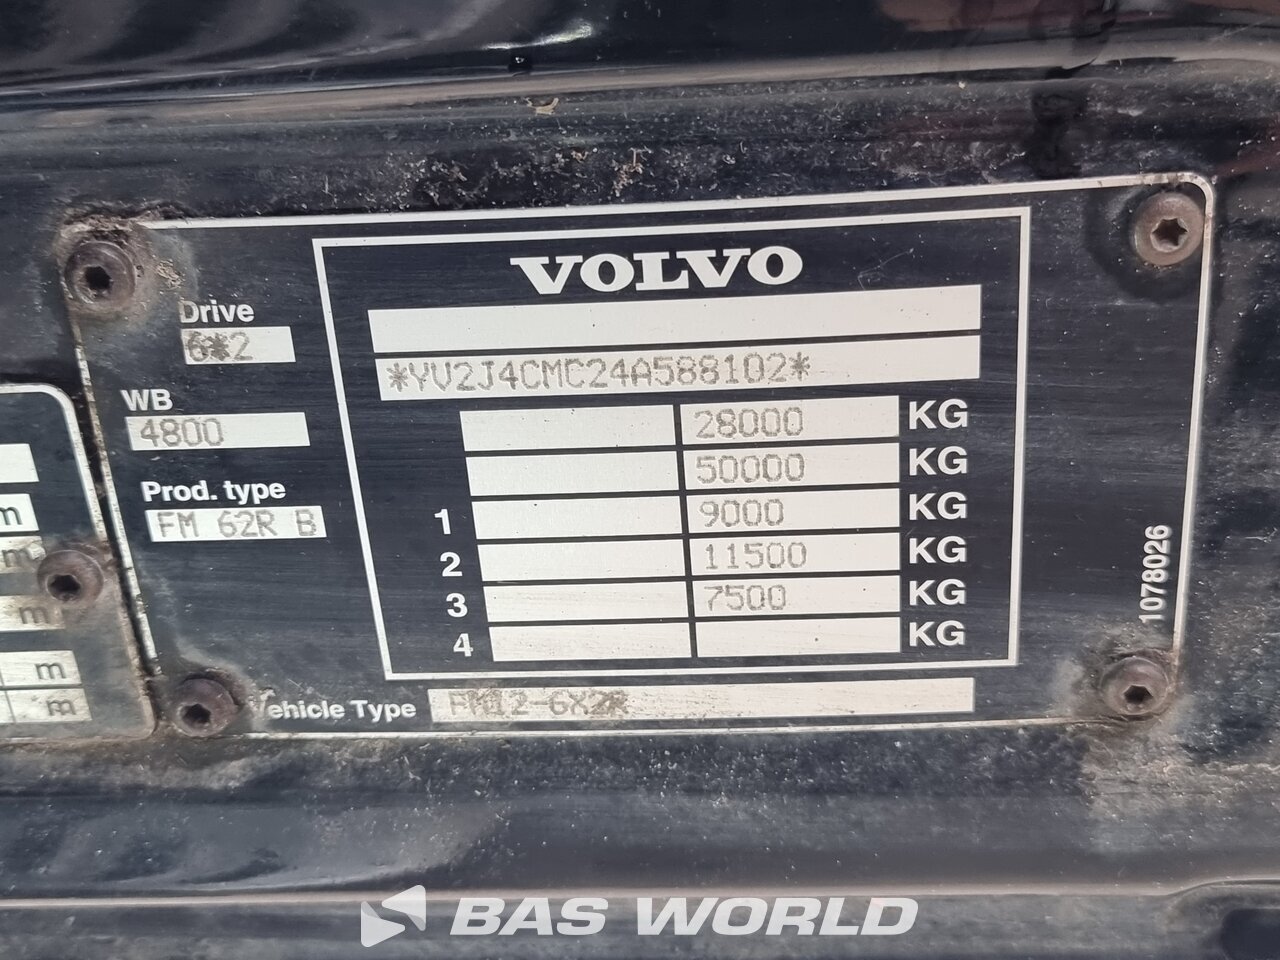 VOLVO
Drive
6*2
*YV2J4CMC24A588102*
WB
4800
28000 KG
50000 KG
Prod. type
FM 62R B
1 9000 KG
2 11500 KG
3 7500 KG
4 KG
1078026
Vehicle Type FM12-6X2R
m
m
m
m
m
BAS WORLD